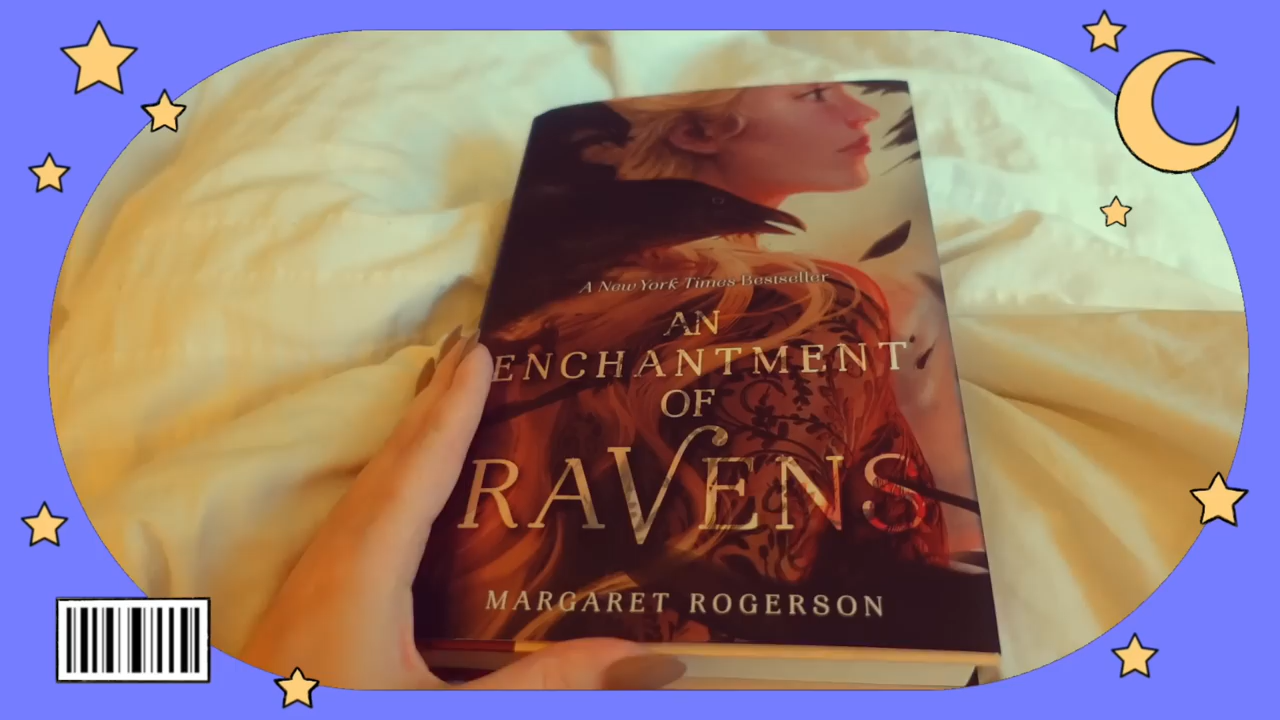 A New York Times Bestseller
AN
ENCHANTMENT
OF
RAVENS
MARGARET ROGERSON